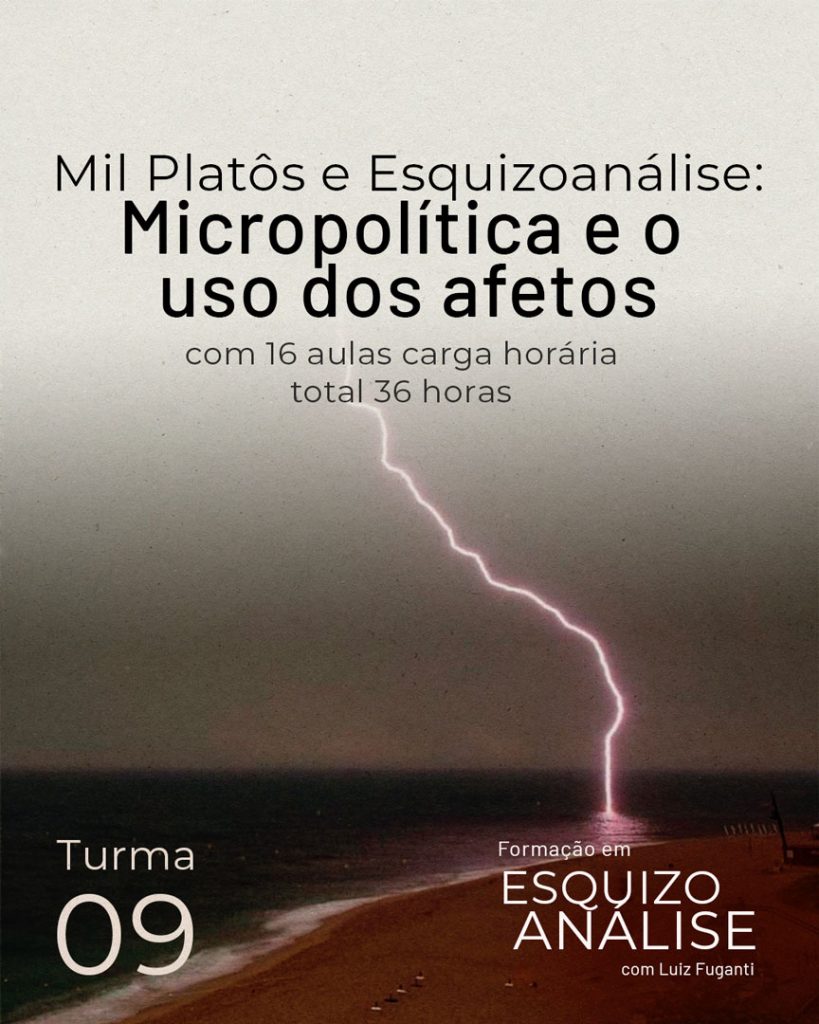 Mil Platôs e Esquizoanálise:
Micropolítica e o
uso dos afetos
com 16 aulas carga horária
total 36 horas
Turma
09
Formação em
ESQUIZO
ANÁLISE
com Luiz Fuganti